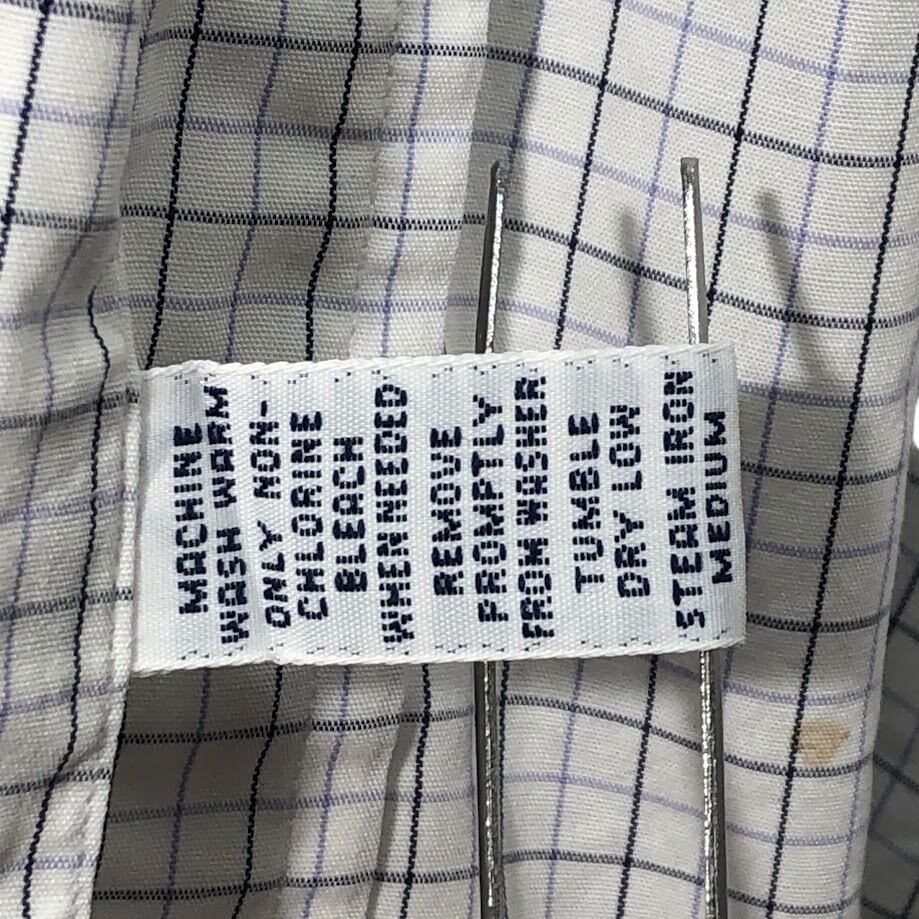 MACHINE
WASH WARM
ONLY NON-
CHLORINE
BLEACH
WHEN NEEDED
REMOVE
PROMPTLY
FROM WASHER
TUMBLE
DRY LOW
STEAM IRON
MEDIUM